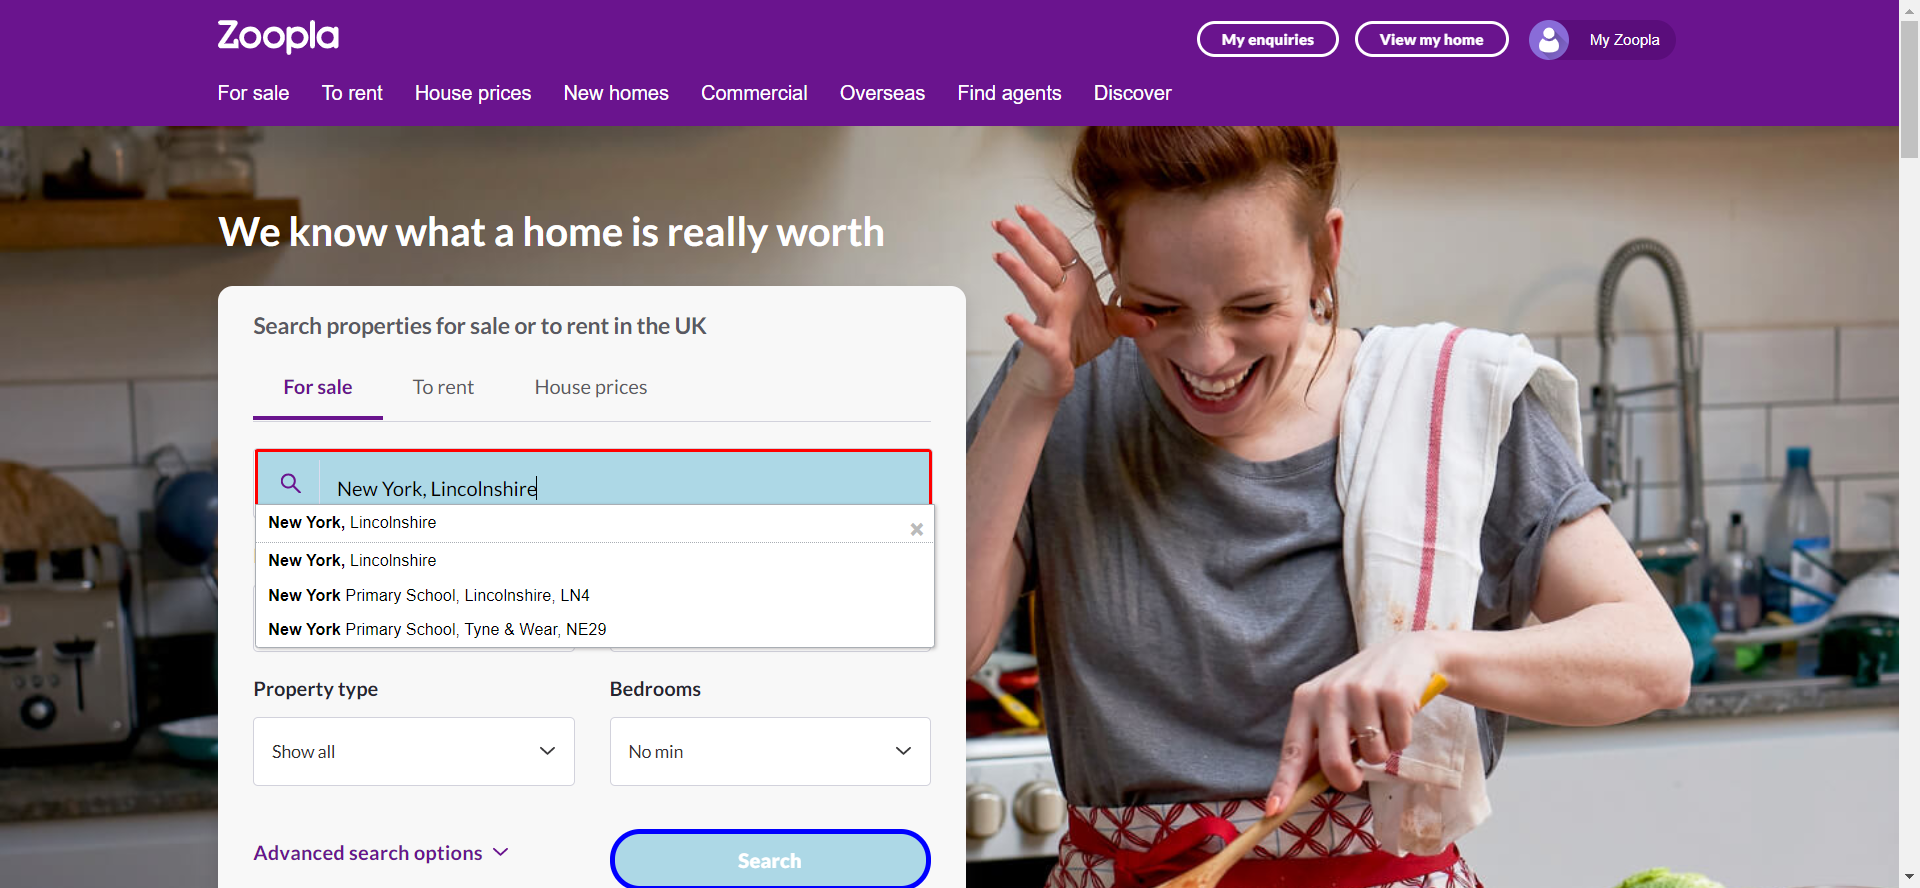 Zoopla
My enquiries
View my home
My Zoopla
For sale
To rent
House prices
New homes
Commercial
Overseas
Find agents
Discover
We know what a home is really worth
Search properties for sale or to rent in the UK
For sale
To rent
House prices
New York, Lincolnshire
New York, Lincolnshire
New York, Lincolnshire
New York Primary School, Lincolnshire, LN4
New York Primary School, Tyne & Wear, NE29
Property type
Bedrooms
Show all
No min
Advanced search options
Search